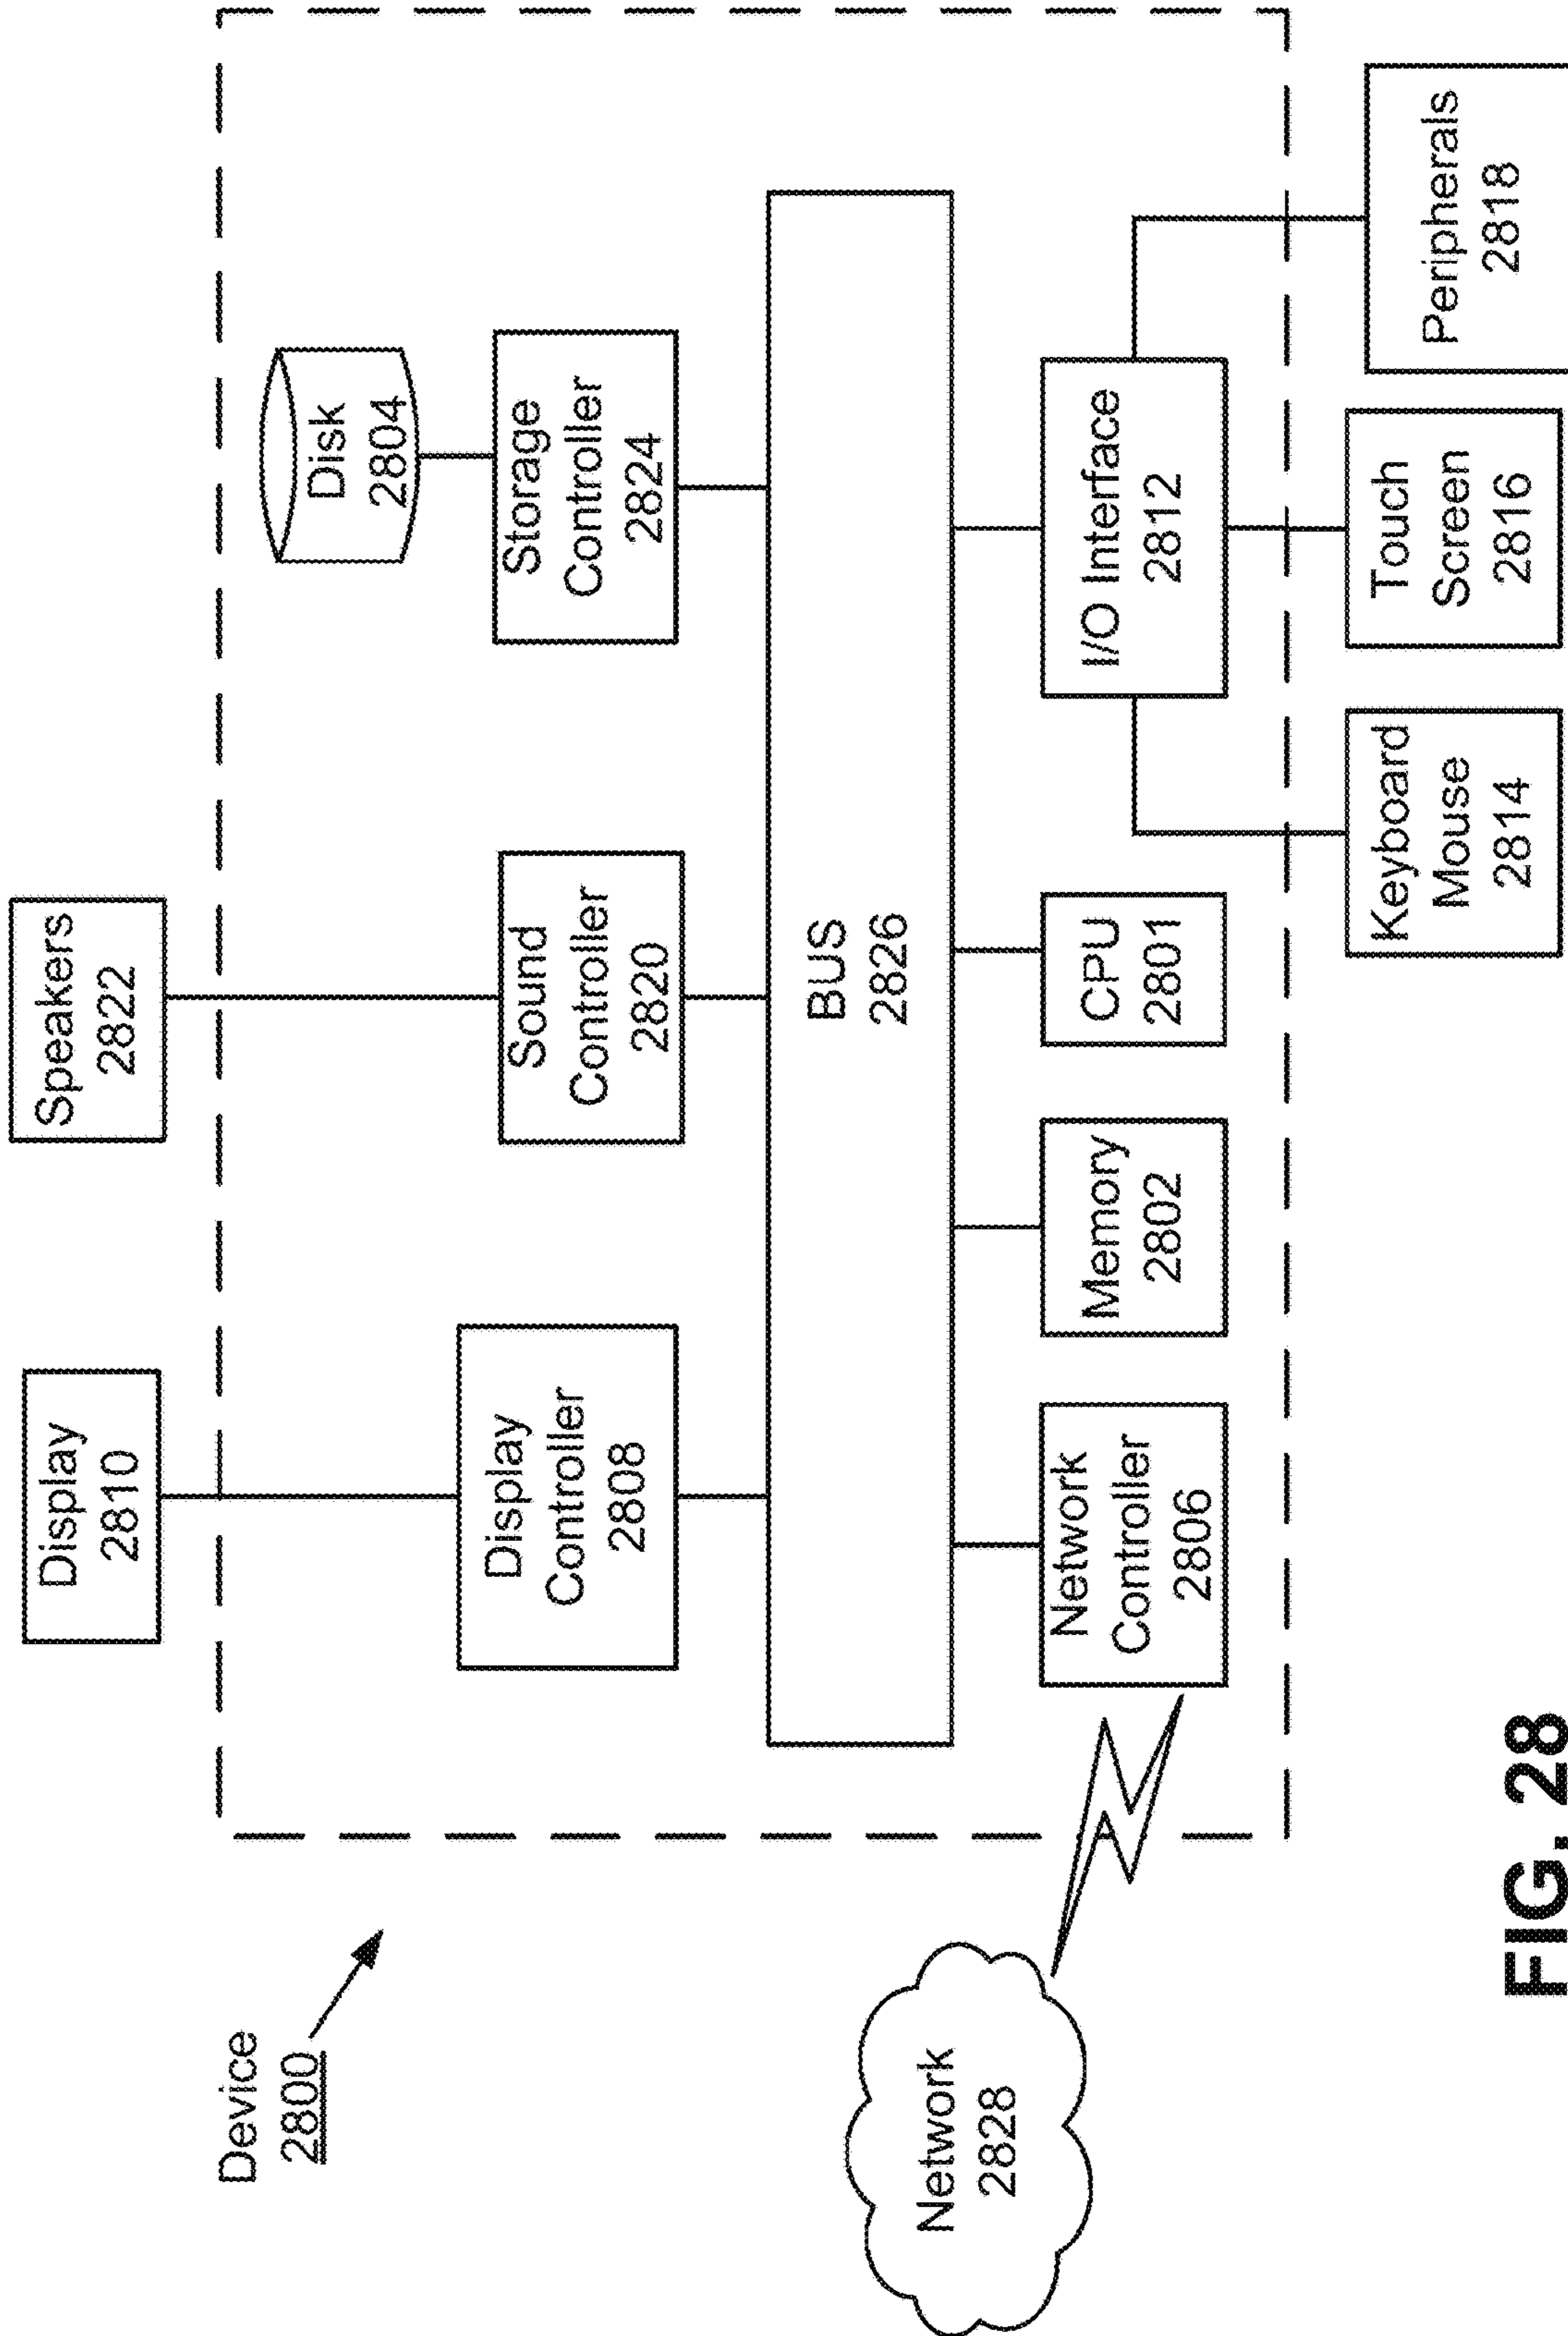 Device
2800
Display
2810
Speakers
2822
Display
Controller
2808
Sound
Controller
2820
Disk
2804
Storage
Controller
2824
BUS
2826
Network
2828
Network
Controller
2806
Memory
2802
CPU
2801
I/O Interface
2812
Keyboard
Mouse
2814
Touch
Screen
2816
Peripherals
2818
FIG. 28